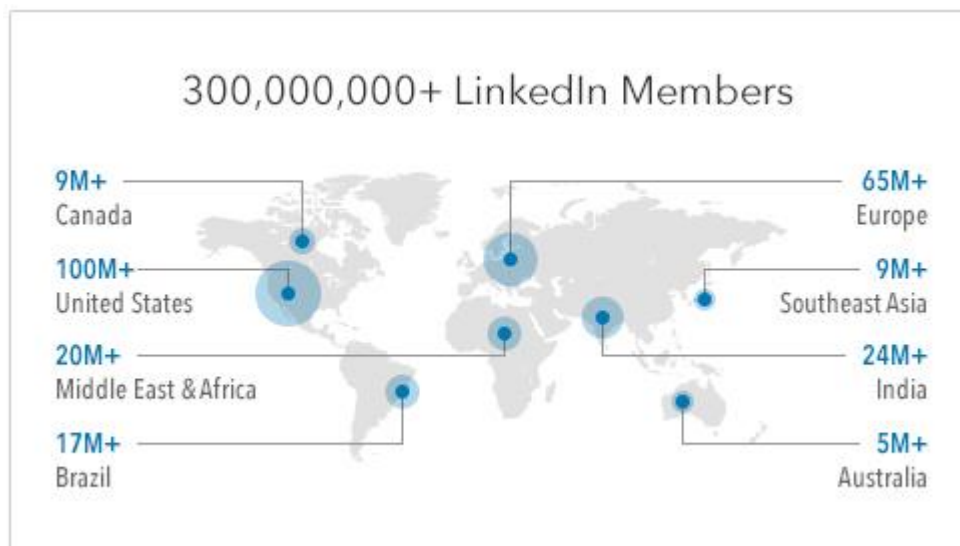 300,000,000+ LinkedIn Members
9M+
Canada
100M+
United States
20M+
Middle East & Africa
17M+
Brazil
65M+
Europe
9M+
Southeast Asia
24M+
India
5M+
Australia